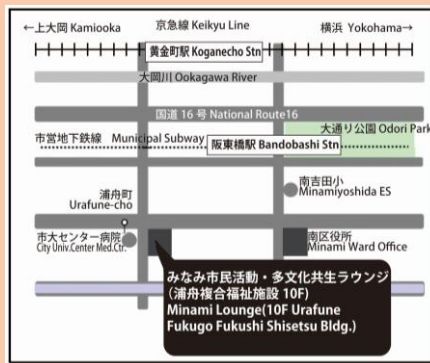 ←上大岡 Kamiooka 京急線 Keikyu Line 横浜 Yokohama→
黄金町駅 Koganecho Stn
大岡川 Ookagawa River
国道 16 号 National Route16
大通り公園 Odori Park
市営地下鉄線 Municipal Subway
阪東橋駅 Bandobashi Stn
南吉田小
Minamiyoshida ES
浦舟町
Urafune-cho
市大センター病院
City Univ.Center Med.Ctr.
南区役所
Minami Ward Office
みなみ市民活動・多文化共生ラウンジ
(浦舟複合福祉施設 10F)
Minami Lounge(10F Urafune
Fukugo Fukushi Shisetsu Bldg.)